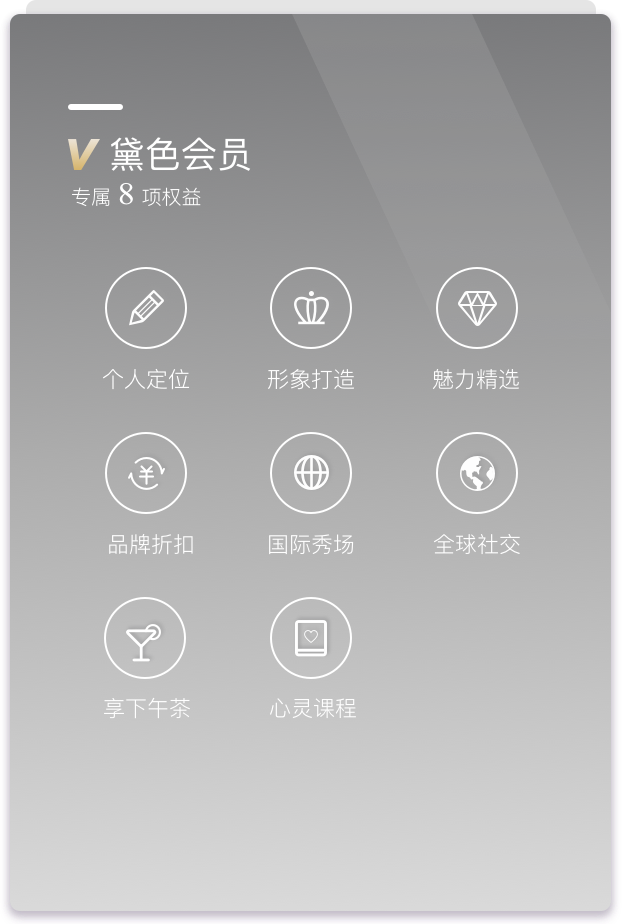 V 黛色会员
专属 8 项权益
个人定位 形象打造 魅力精选
¥
品牌折扣 国际秀场 全球社交
享下午茶 心灵课程